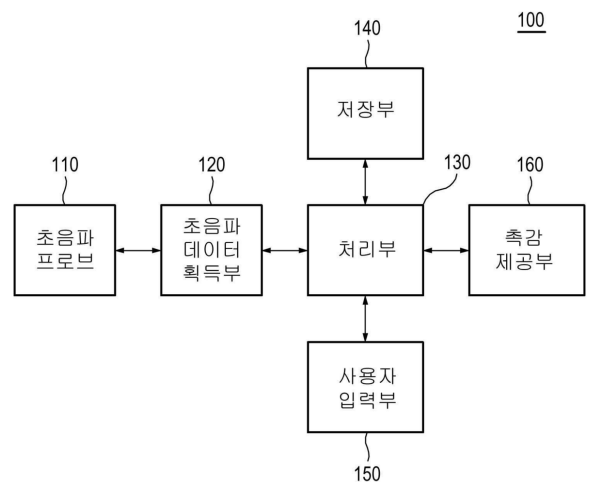 100
140
저장부
110
120
130
160
초음파
프로브
초음파
데이터
획득부
처리부
촉감
제공부
사용자
입력부
150